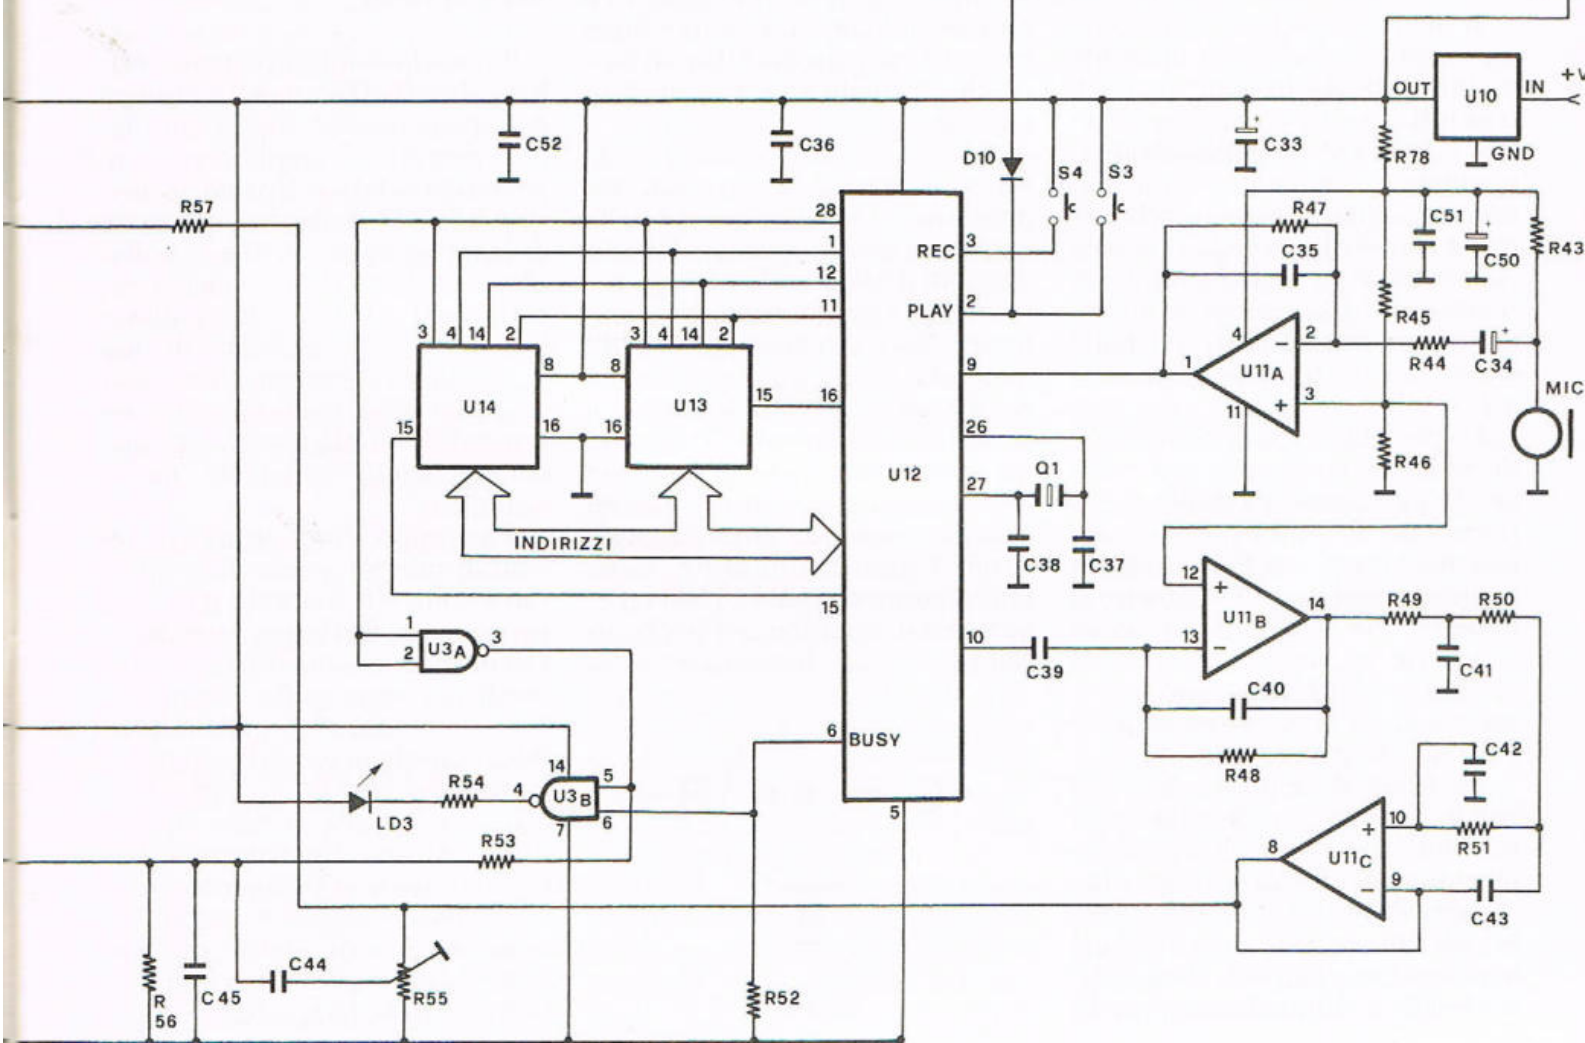 OUT U10 IN +V
GND
C52 C36 C33 R78
D10 S4 S3
R57
28
1
12
11
REC 3
PLAY 2
R47
C35
C51
C50
R43
R45
3 4 14 2
3 4 14 2
8 8
U14
U13
15 16
15 16 16
9
1 U11A
4
2
3
11
R44 C34
MIC
R46
26
27
Q1
U12
C38 C37
INDIRIZZI
15
1
2
U3A 3
10
C39
12
13
U11B 14
R49 R50
C41
C40
R48
6 BUSY
14
5
4 U3B
6
7
R54
LD3
R53
5
C42
10
R51
8 U11C
9
C43
C44
C45
R
56
R55
R52